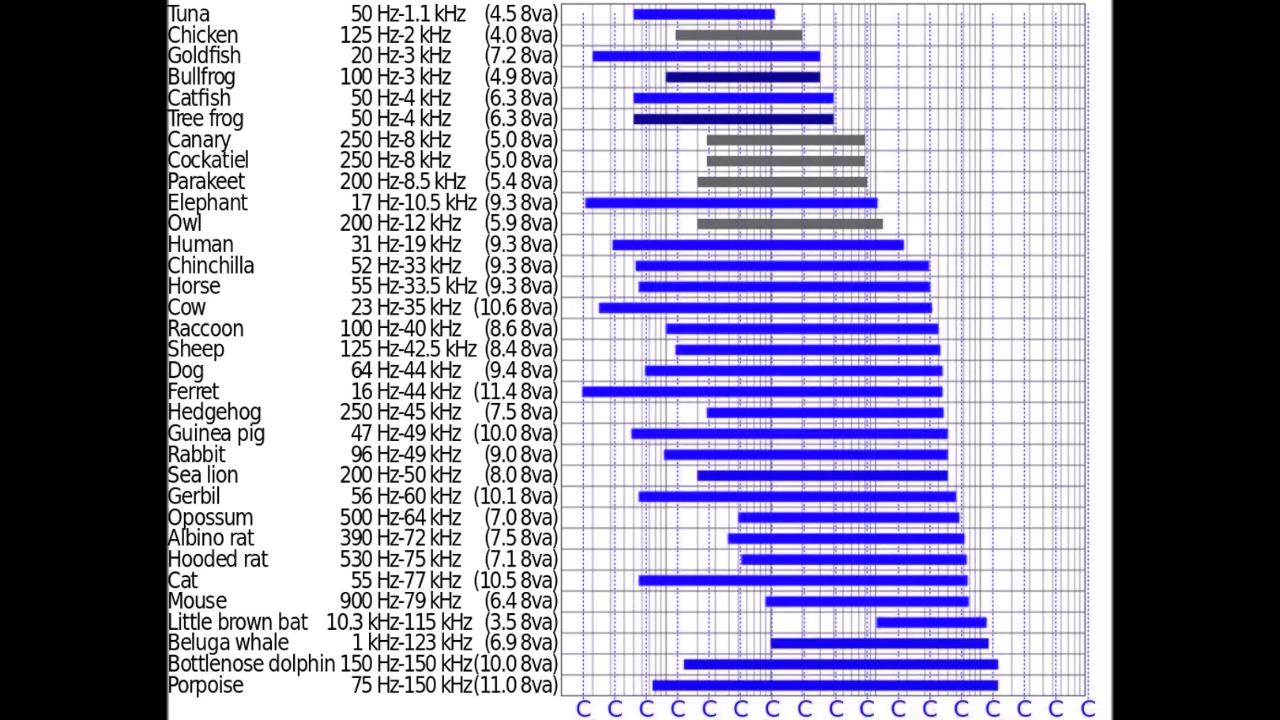 Tuna 50 Hz-1.1 kHz (4.5 8va)
Chicken 125 Hz-2 kHz (4.0 8va)
Goldfish 20 Hz-3 kHz (7.2 8va)
Bullfrog 100 Hz-3 kHz (4.9 8va)
Catfish 50 Hz-4 kHz (6.3 8va)
Tree frog 50 Hz-4 kHz (6.3 8va)
Canary 250 Hz-8 kHz (5.0 8va)
Cockatiel 250 Hz-8 kHz (5.0 8va)
Parakeet 200 Hz-8.5 kHz (5.4 8va)
Elephant 17 Hz-10.5 kHz (9.3 8va)
Owl 200 Hz-12 kHz (5.9 8va)
Human 31 Hz-19 kHz (9.3 8va)
Chinchilla 52 Hz-33 kHz (9.3 8va)
Horse 55 Hz-33.5 kHz (9.3 8va)
Cow 23 Hz-35 kHz (10.6 8va)
Raccoon 100 Hz-40 kHz (8.6 8va)
Sheep 125 Hz-42.5 kHz (8.4 8va)
Dog 64 Hz-44 kHz (9.4 8va)
Ferret 16 Hz-44 kHz (11.4 8va)
Hedgehog 250 Hz-45 kHz (7.5 8va)
Guinea pig 47 Hz-49 kHz (10.0 8va)
Rabbit 96 Hz-49 kHz (9.0 8va)
Sea lion 200 Hz-50 kHz (8.0 8va)
Gerbil 56 Hz-60 kHz (10.1 8va)
Opossum 500 Hz-64 kHz (7.0 8va)
Albino rat 390 Hz-72 kHz (7.5 8va)
Hooded rat 530 Hz-75 kHz (7.1 8va)
Cat 55 Hz-77 kHz (10.5 8va)
Mouse 900 Hz-79 kHz (6.4 8va)
Little brown bat 10.3 kHz-115 kHz (3.5 8va)
Beluga whale 1 kHz-123 kHz (6.9 8va)
Bottlenose dolphin 150 Hz-150 kHz (10.0 8va)
Porpoise 75 Hz-150 kHz (11.0 8va)
C C C C C C C C C C C C C C C C C